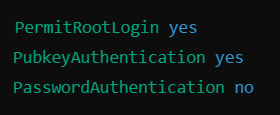 PermitRootLogin yes
PubkeyAuthentication yes
PasswordAuthentication no